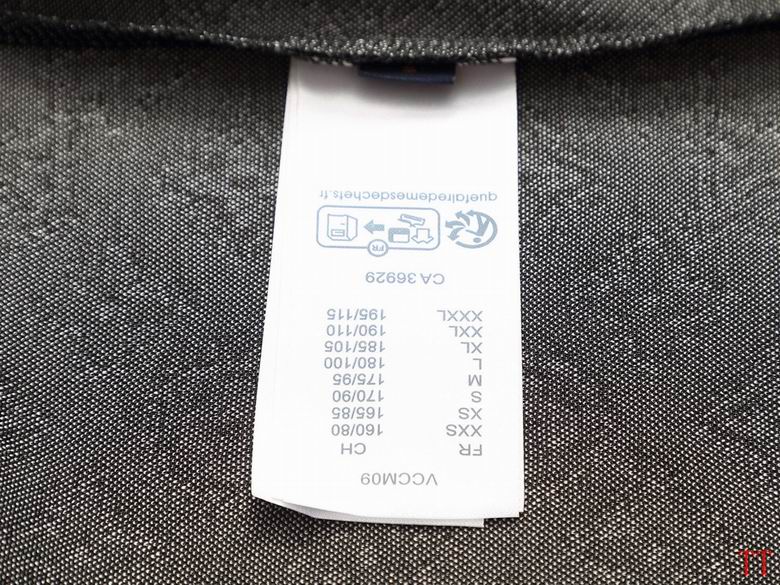 VCCM09
FR CH
XXS 160/80
XS 165/85
S 170/90
M 175/95
L 180/100
XL 185/105
XXL 190/110
XXXL 195/115
CA 36929
FR
quefairedemesdechets.fr
TT